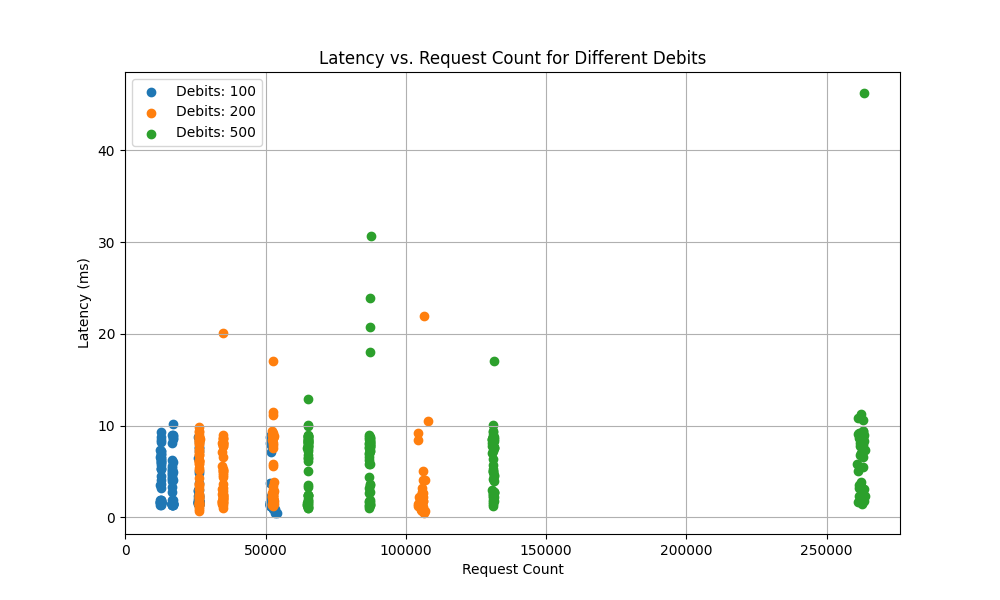 Latency vs. Request Count for Different Debits
Debits: 100
Debits: 200
Debits: 500
Latency (ms)
40
30
20
10
0
0
50000
100000
150000
200000
250000
Request Count